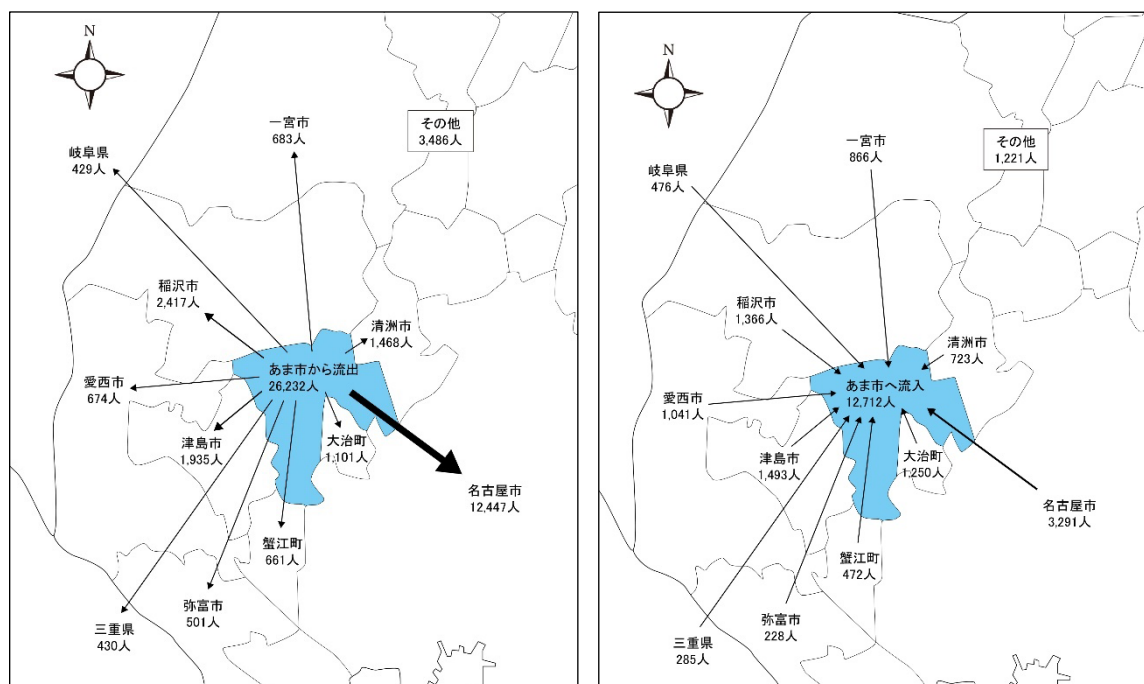 N
一宮市
683人
その他
3,486人
岐阜県
429人
稲沢市
2,417人
清洲市
1,468人
あま市から流出
26,232人
愛西市
674人
津島市
1,935人
大治町
1,101人
名古屋市
12,447人
蟹江町
661人
弥富市
501人
三重県
430人
N
一宮市
866人
その他
1,221人
岐阜県
476人
稲沢市
1,366人
清洲市
723人
あま市へ流入
12,712人
愛西市
1,041人
津島市
1,493人
大治町
1,250人
名古屋市
3,291人
蟹江町
472人
弥富市
228人
三重県
285人